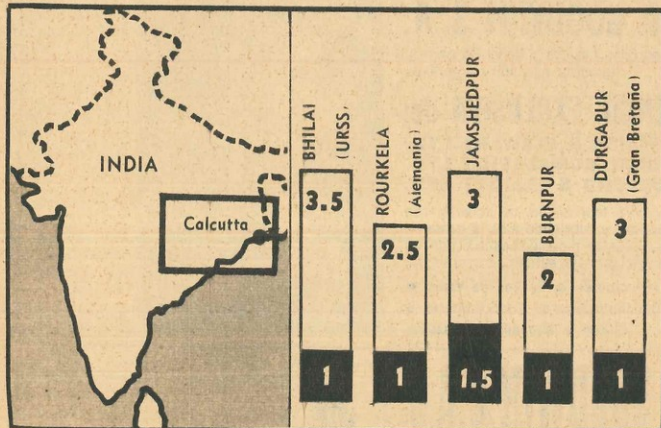 INDIA
Calcutta
BHILAI
(URSS,
3.5
1
ROURKELA
(Alemania)
2.5
1
JAMSHEDPUR
3
1.5
BURNPUR
2
1
DURGAPUR
(Gran Bretaña)
3
1